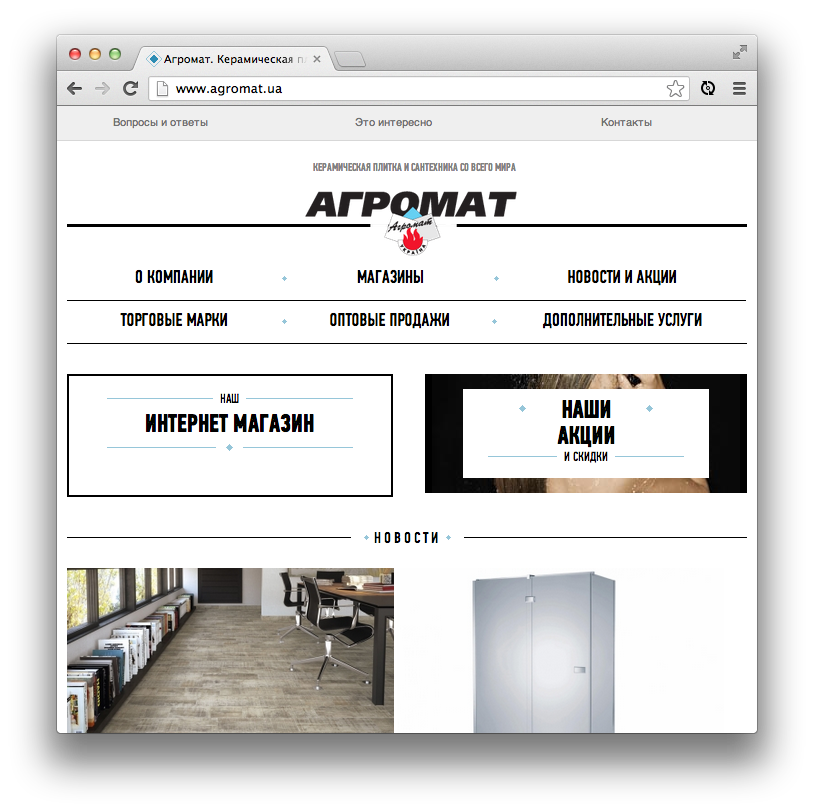 Агромат. Керамическая пл
www.agromat.ua
Вопросы и ответы
Это интересно
Контакты
КЕРАМИЧЕСКАЯ ПЛИТКА И САНТЕХНИКА СО ВСЕГО МИРА
АГРОМАТ
Агромат
УКРАЇНА
О КОМПАНИИ
МАГАЗИНЫ
НОВОСТИ И АКЦИИ
ТОРГОВЫЕ МАРКИ
ОПТОВЫЕ ПРОДАЖИ
ДОПОЛНИТЕЛЬНЫЕ УСЛУГИ
НАШ
ИНТЕРНЕТ МАГАЗИН
НАШИ
АКЦИИ
И СКИДКИ
НОВОСТИ